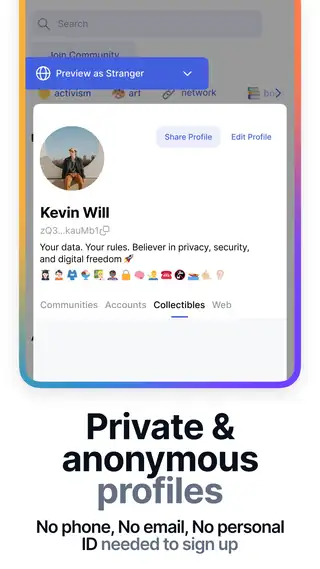 Search
Join Community
Preview as Stranger
activism art network bo
Share Profile Edit Profile
Kevin Will
zQ3...kauMb1
Your data. Your rules. Believer in privacy, security,
and digital freedom 🚀
Communities Accounts Collectibles Web
Private &
anonymous
profiles
No phone, No email, No personal
ID needed to sign up